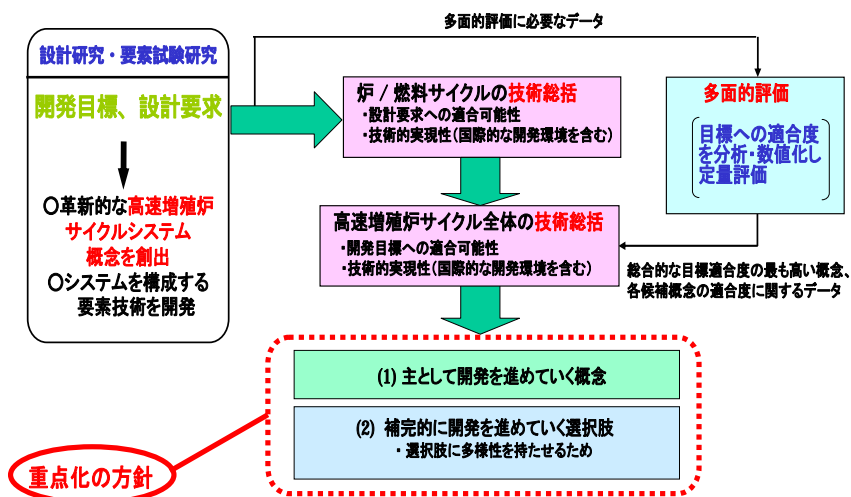 多面的評価に必要なデータ
設計研究・要素試験研究
開発目標、設計要求
〇革新的な高速増殖炉
サイクルシステム
概念を創出
〇システムを構成する
要素技術を開発
炉 / 燃料サイクルの技術総括
・設計要求への適合可能性
・技術的実現性(国際的な開発環境を含む)
多面的評価
目標への適合度
を分析・数値化し
定量評価
高速増殖炉サイクル全体の技術総括
・開発目標への適合可能性
・技術的実現性(国際的な開発環境を含む)
総合的な目標適合度の最も高い概念、
各候補概念の適合度に関するデータ
(1) 主として開発を進めていく概念
(2) 補完的に開発を進めていく選択肢
・選択肢に多様性を持たせるため
重点化の方針